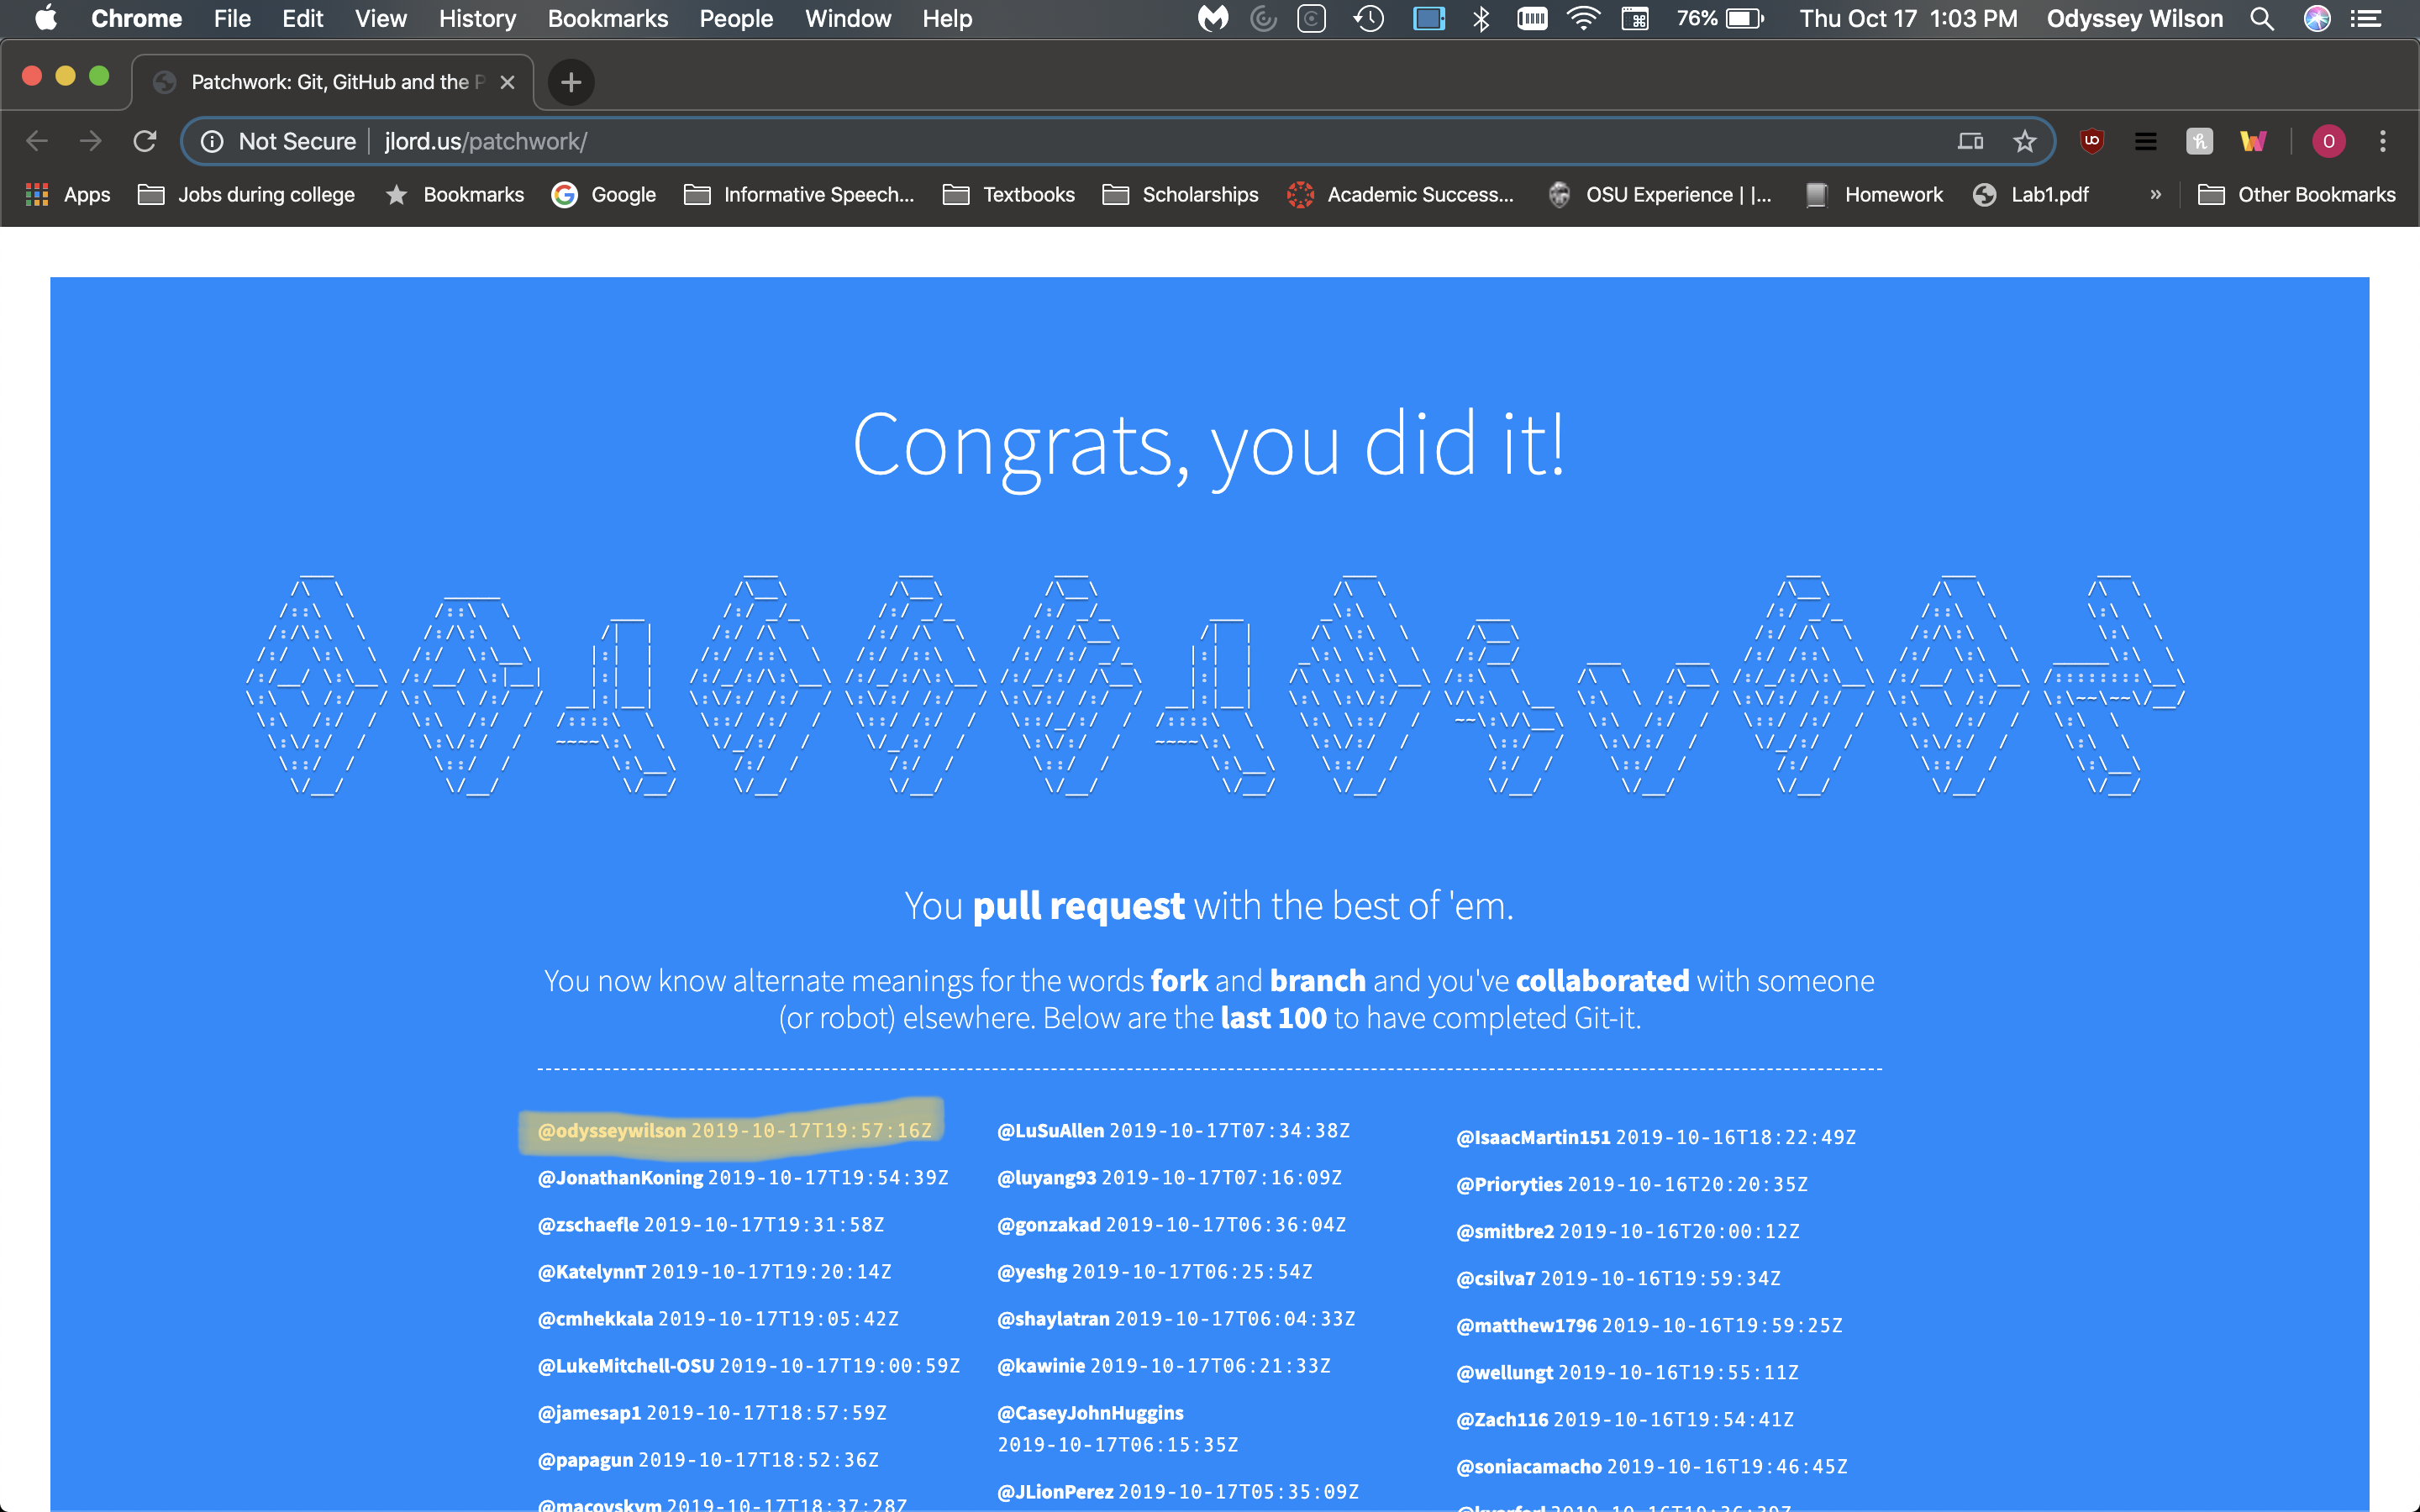 Chrome File Edit View History Bookmarks People Window Help 76% Thu Oct 17 1:03 PM Odyssey Wilson
Patchwork: Git, GitHub and the P
Not Secure jlord.us/patchwork/ O
Apps Jobs during college Bookmarks Google Informative Speech... Textbooks Scholarships Academic Success... OSU Experience | |... Homework Lab1.pdf » Other Bookmarks
Congrats, you did it!
You pull request with the best of 'em.
You now know alternate meanings for the words fork and branch and you've collaborated with someone
(or robot) elsewhere. Below are the last 100 to have completed Git-it.
@odysseywilson 2019-10-17T19:57:16Z
@JonathanKoning 2019-10-17T19:54:39Z
@zschaefle 2019-10-17T19:31:58Z
@KatelynnT 2019-10-17T19:20:14Z
@cmhekkala 2019-10-17T19:05:42Z
@LukeMitchell-OSU 2019-10-17T19:00:59Z
@jamesap1 2019-10-17T18:57:59Z
@papagun 2019-10-17T18:52:36Z
@macovskym 2019-10-17T18:37:28Z
@LuSuAllen 2019-10-17T07:34:38Z
@luyang93 2019-10-17T07:16:09Z
@gonzakad 2019-10-17T06:36:04Z
@yeshg 2019-10-17T06:25:54Z
@shaylatran 2019-10-17T06:04:33Z
@kawinie 2019-10-17T06:21:33Z
@CaseyJohnHuggins
2019-10-17T06:15:35Z
@JLionPerez 2019-10-17T05:35:09Z
@IsaacMartin151 2019-10-16T18:22:49Z
@Prioryties 2019-10-16T20:20:35Z
@smitbre2 2019-10-16T20:00:12Z
@csilva7 2019-10-16T19:59:34Z
@matthew1796 2019-10-16T19:59:25Z
@wellungt 2019-10-16T19:55:11Z
@Zach116 2019-10-16T19:54:41Z
@soniacamacho 2019-10-16T19:46:45Z